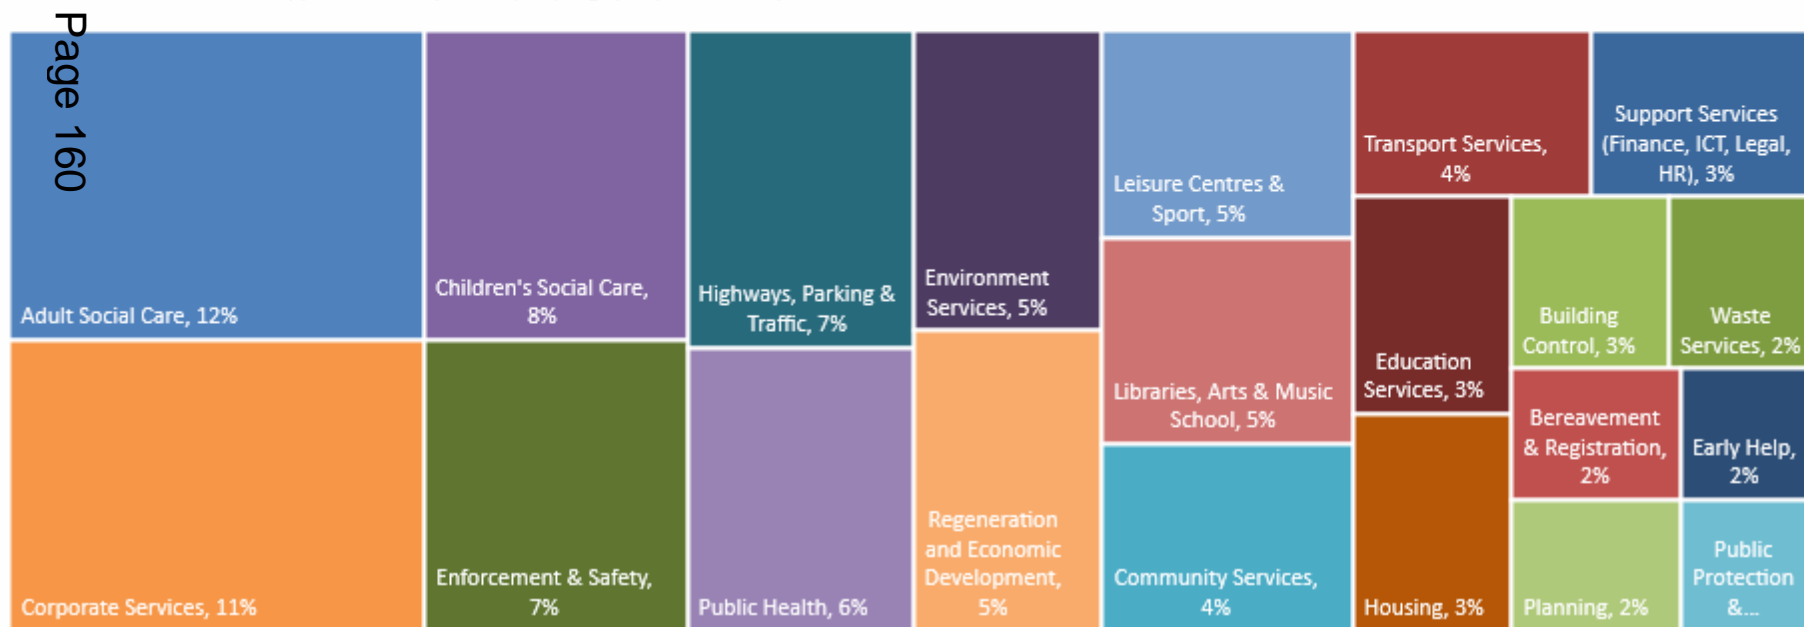 Page 160
Adult Social Care, 12%
Corporate Services, 11%
Children's Social Care,
8%
Enforcement & Safety,
7%
Highways, Parking &
Traffic, 7%
Public Health, 6%
Environment
Services, 5%
Regeneration
and Economic
Development,
5%
Leisure Centres &
Sport, 5%
Libraries, Arts & Music
School, 5%
Community Services,
4%
Transport Services,
4%
Support Services
(Finance, ICT, Legal,
HR), 3%
Education
Services, 3%
Housing, 3%
Building
Control, 3%
Waste
Services, 2%
Bereavement
& Registration,
2%
Early Help,
2%
Planning, 2%
Public
Protection
&...